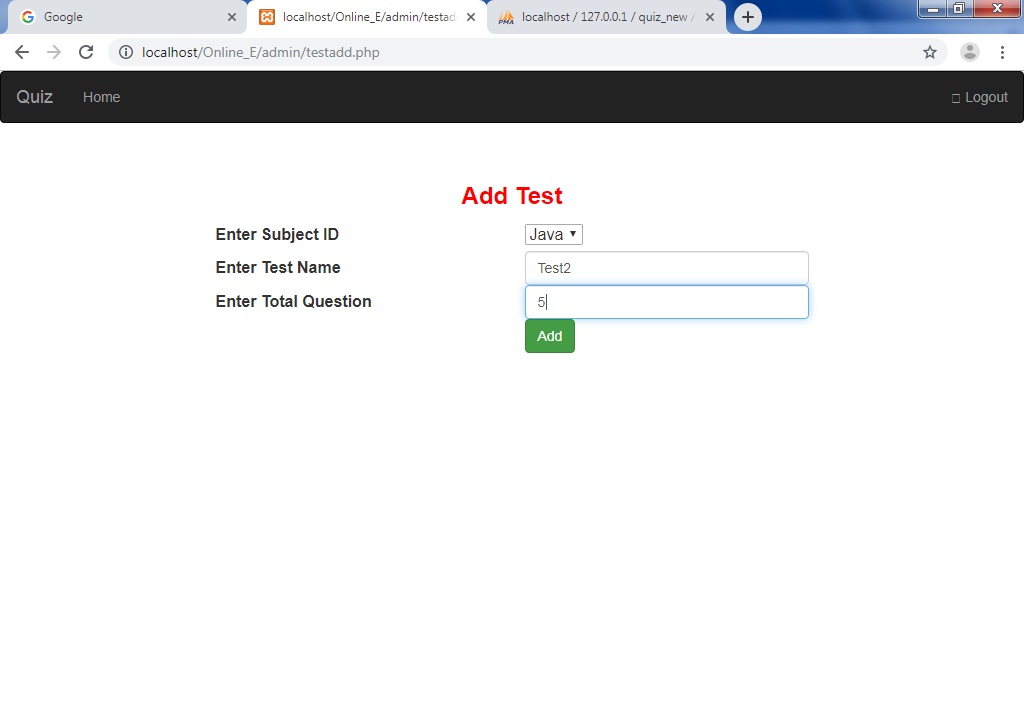 Google
localhost/Online_E/admin/testad
localhost / 127.0.0.1 / quiz_new /
localhost/Online_E/admin/testadd.php
Quiz
Home
Logout
Add Test
Enter Subject ID
Java
Enter Test Name
Test2
Enter Total Question
5
Add